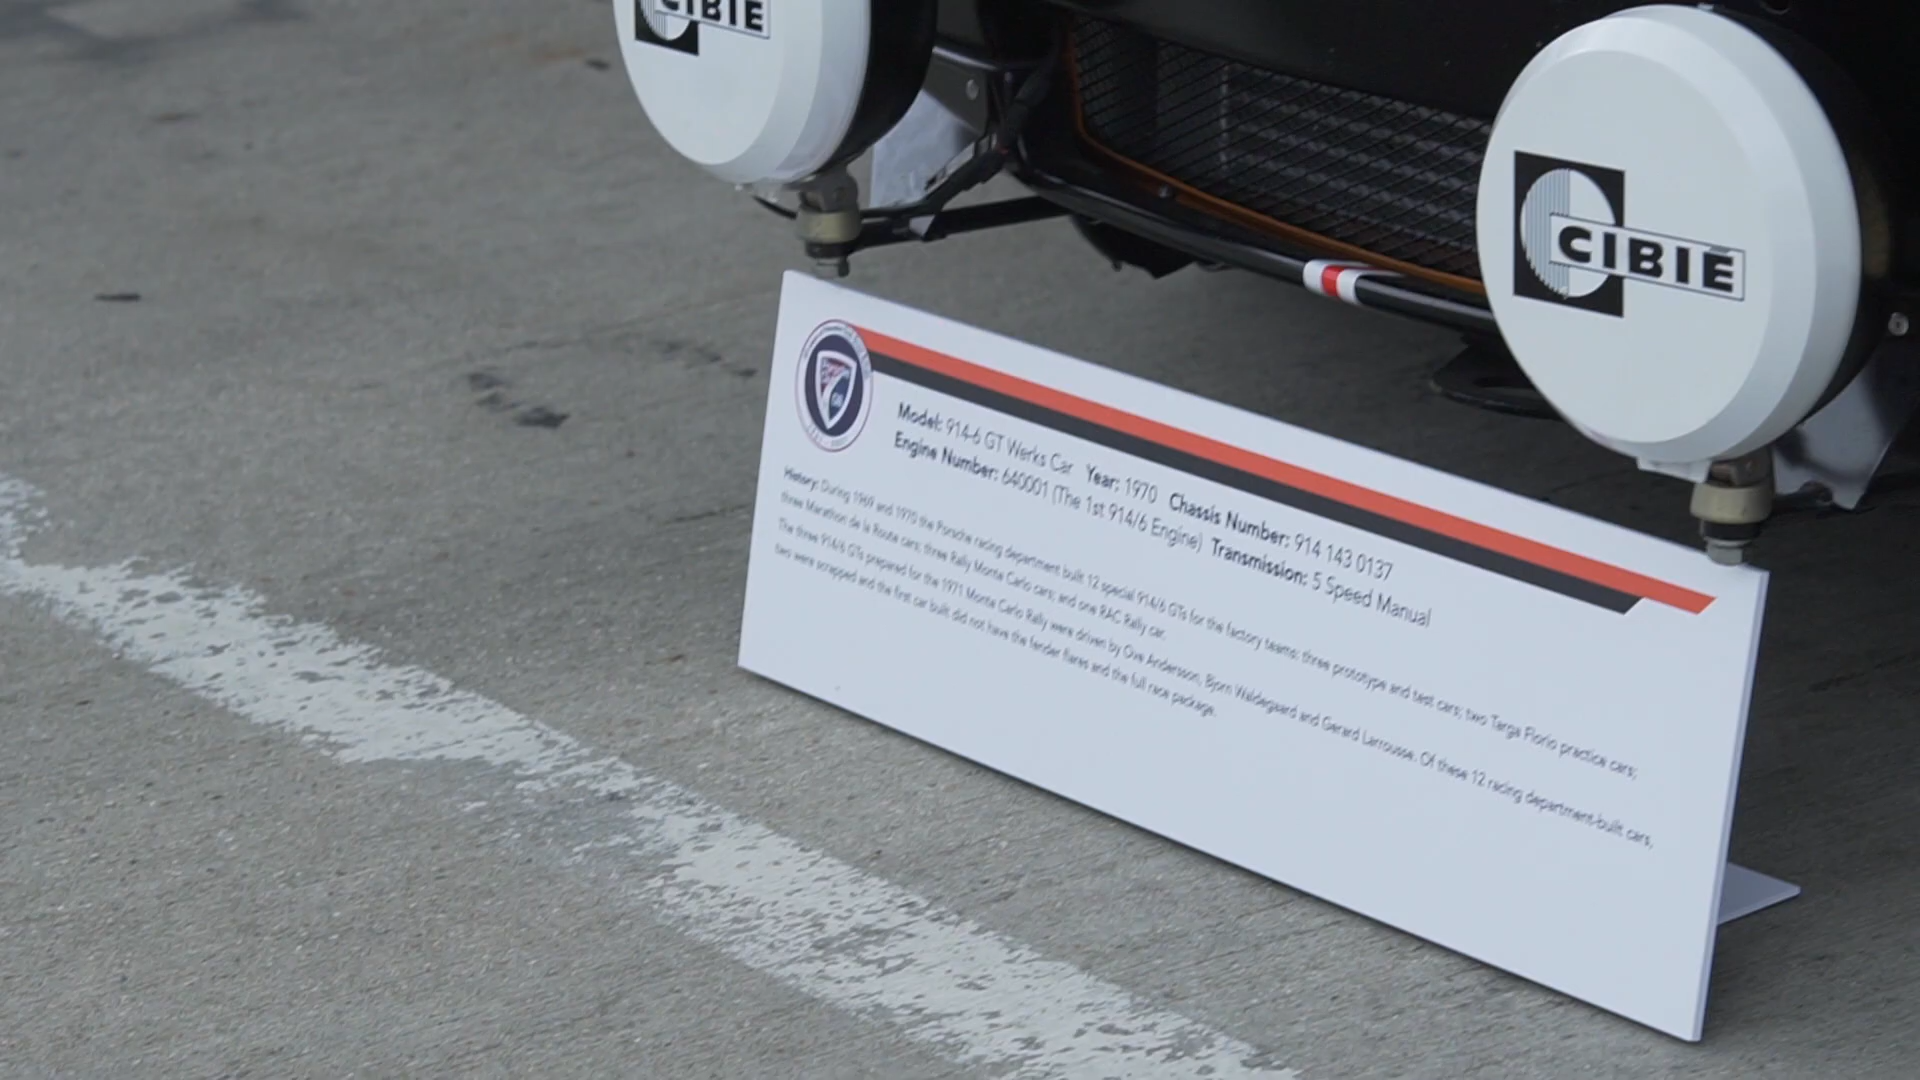 CIBIÉ
CIBIÉ
Model: 914-6 GT Werks Car Year: 1970 Chassis Number: 914 143 0137
Engine Number: 640001 (The 1st 914/6 Engine) Transmission: 5 Speed Manual
History: During 1969 and 1970 the Porsche racing department built 12 special 914/6 GTs for the factory teams: three prototype and test cars; two Targa Florio practice cars;
three Marathon de la Route cars; three Rally Monte Carlo cars; and one RAC Rally car.
The three 914/6 GTs prepared for the 1971 Monte Carlo Rally were driven by Ove Andersson, Bjorn Waldegaard and Gerard Larrousse. Of these 12 racing department-built cars,
two were scrapped and the first car built did not have the fender flares and the full race package.